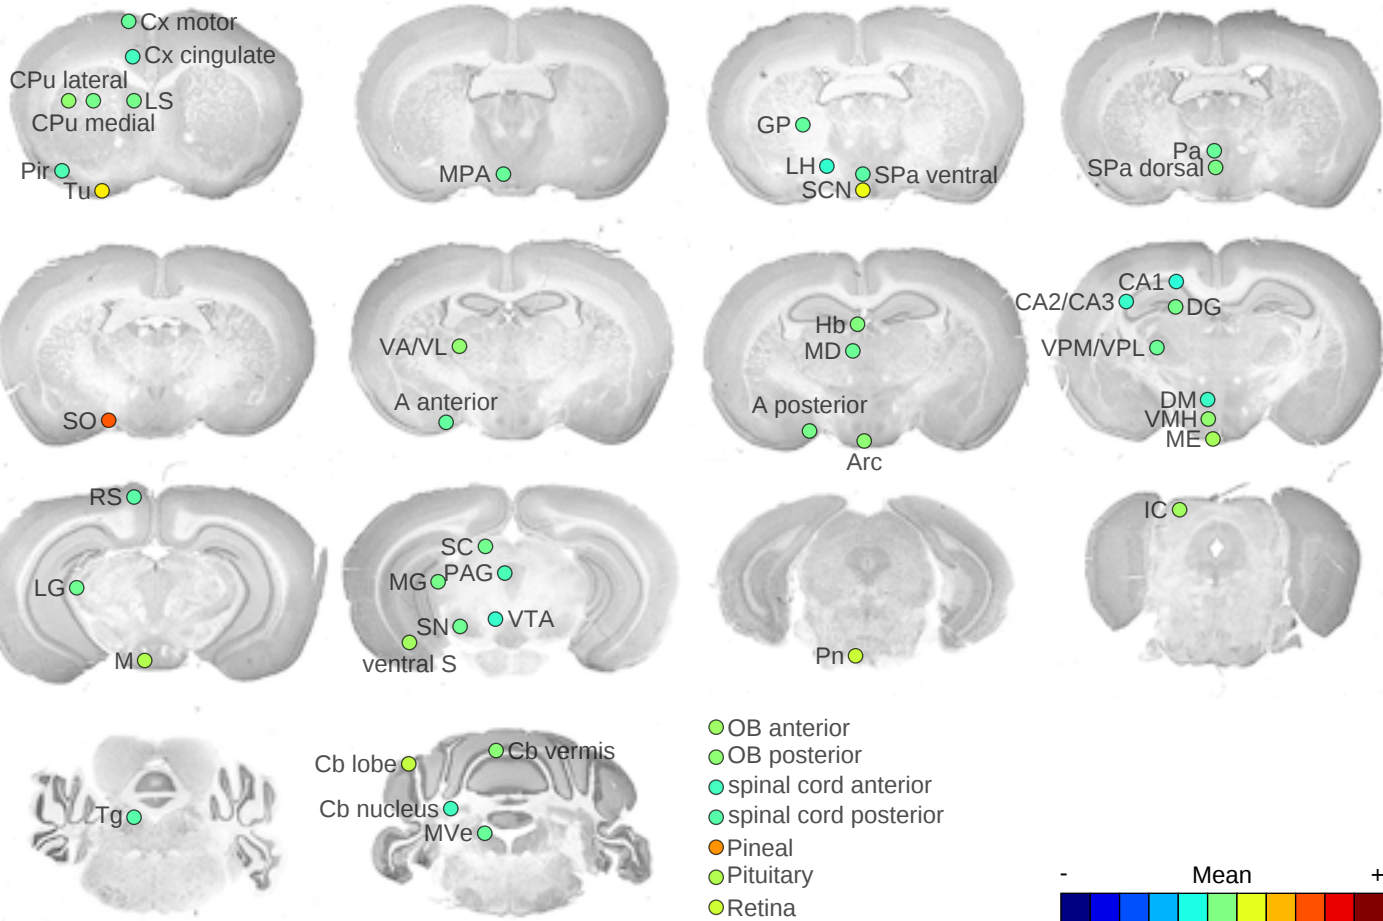 Cx motor
Cx cingulate
CPu lateral
LS
CPu medial
Pir
Tu
MPA
GP
LH
SPa ventral
SCN
Pa
SPa dorsal
SO
VA/VL
A anterior
Hb
MD
A posterior
Arc
CA1
CA2/CA3
DG
VPM/VPL
DM
VMH
ME
RS
LG
M
SC
MG
PAG
SN
VTA
ventral S
Pn
IC
Tg
Cb lobe
Cb vermis
Cb nucleus
MVe
OB anterior
OB posterior
spinal cord anterior
spinal cord posterior
Pineal
Pituitary
Retina
- Mean +